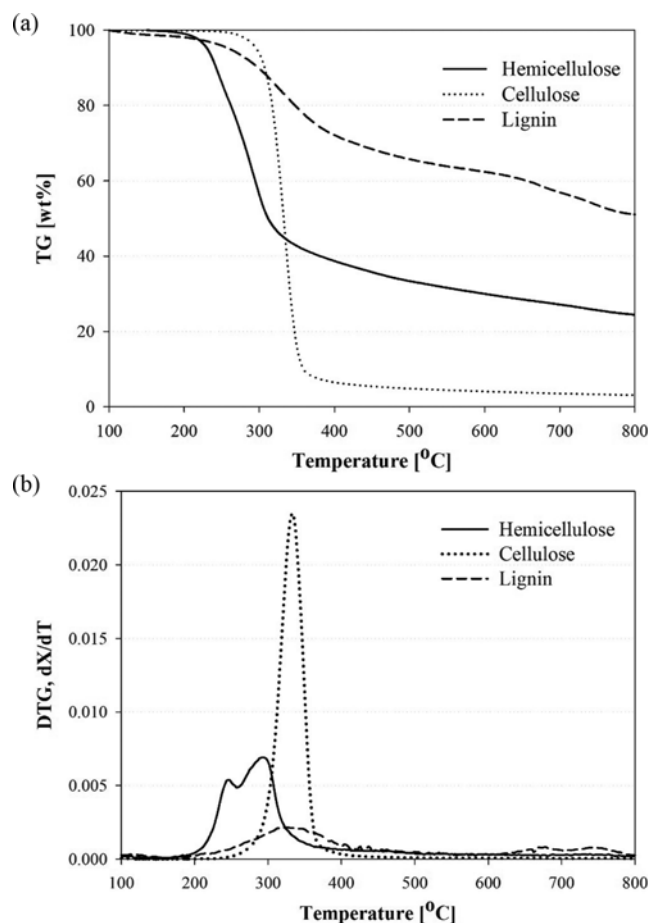 (a)
100
80
60
40
20
0
TG [wt%]
Hemicellulose
Cellulose
Lignin
100 200 300 400 500 600 700 800
Temperature [⁰C]
(b)
0.025
0.020
0.015
0.010
0.005
0.000
DTG, dX/dT
Hemicellulose
Cellulose
Lignin
100 200 300 400 500 600 700 800
Temperature [⁰C]